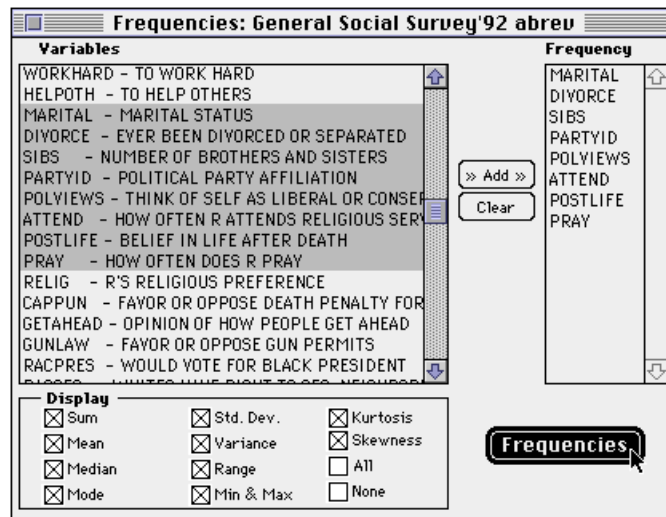 Frequencies: General Social Survey'92 abrev
Variables
WORKHARD - TO WORK HARD
HELPOTH - TO HELP OTHERS
MARITAL - MARITAL STATUS
DIVORCE - EVER BEEN DIVORCED OR SEPARATED
SIBS - NUMBER OF BROTHERS AND SISTERS
PARTYID - POLITICAL PARTY AFFILIATION
POLVIEWS - THINK OF SELF AS LIBERAL OR CONSER
ATTEND - HOW OFTEN R ATTENDS RELIGIOUS SERV
POSTLIFE - BELIEF IN LIFE AFTER DEATH
PRAY - HOW OFTEN DOES R PRAY
RELIG - R'S RELIGIOUS PREFERENCE
CAPPUN - FAVOR OR OPPOSE DEATH PENALTY FOR
GETAHEAD - OPINION OF HOW PEOPLE GET AHEAD
GUNLAW - FAVOR OR OPPOSE GUN PERMITS
RACPRES - WOULD VOTE FOR BLACK PRESIDENT
» Add »
Clear
Frequency
MARITAL
DIVORCE
SIBS
PARTYID
POLVIEWS
ATTEND
POSTLIFE
PRAY
Display
Sum
Mean
Median
Mode
Std. Dev.
Variance
Range
Min & Max
Kurtosis
Skewness
All
None
Frequencies